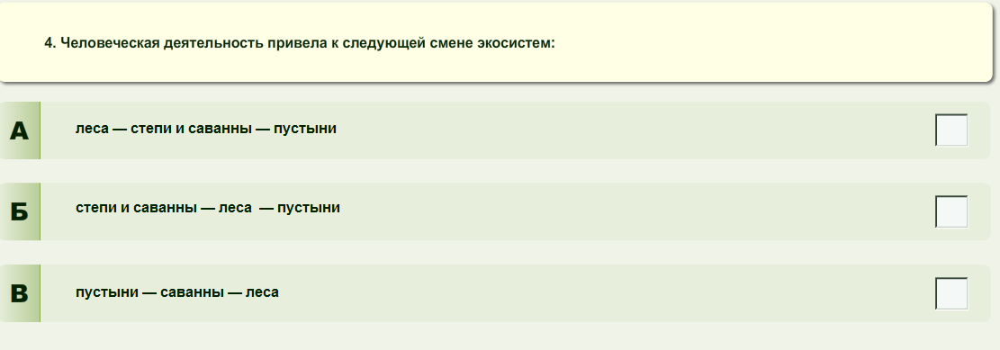 4. Человеческая деятельность привела к следующей смене экосистем:
А
леса — степи и саванны — пустыни
Б
степи и саванны — леса — пустыни
В
пустыни — саванны — леса